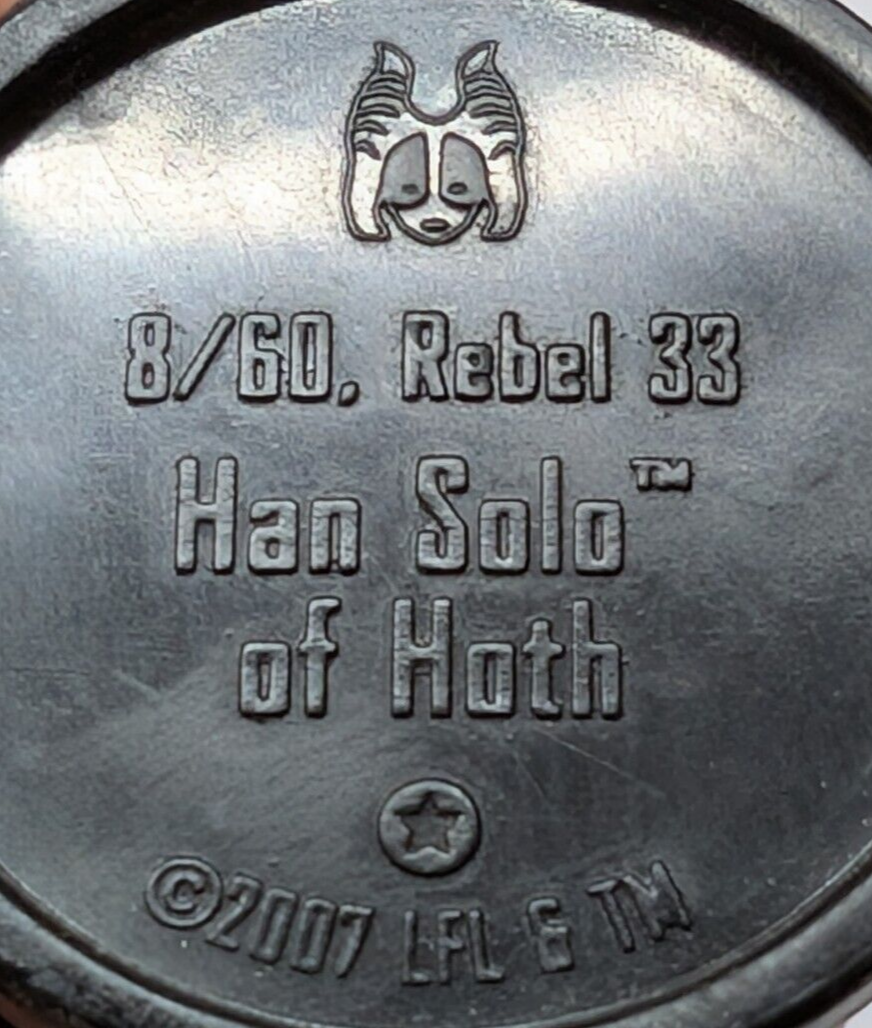 8/60, Rebel 33
Han Solo™
of Hoth
©2007 LFL & TM